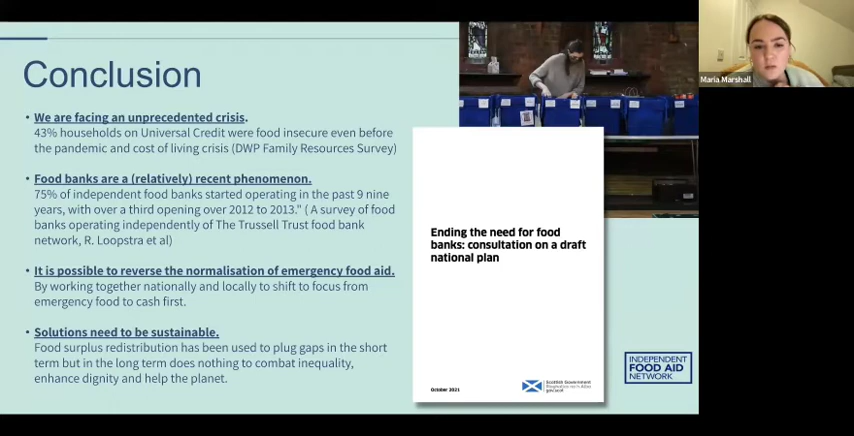 Conclusion
• We are facing an unprecedented crisis.
43% households on Universal Credit were food insecure even before
the pandemic and cost of living crisis (DWP Family Resources Survey)
• Food banks are a (relatively) recent phenomenon.
75% of independent food banks started operating in the past 9 nine
years, with over a third opening over 2012 to 2013." ( A survey of food
banks operating independently of The Trussell Trust food bank
network, R. Loopstra et al)
• It is possible to reverse the normalisation of emergency food aid.
By working together nationally and locally to shift to focus from
emergency food to cash first.
• Solutions need to be sustainable.
Food surplus redistribution has been used to plug gaps in the short
term but in the long term does nothing to combat inequality,
enhance dignity and help the planet.
Ending the need for food
banks: consultation on a draft
national plan
October 2021
Scottish Government
gov.scot
INDEPENDENT
FOOD AID
NETWORK
Maria Marshall